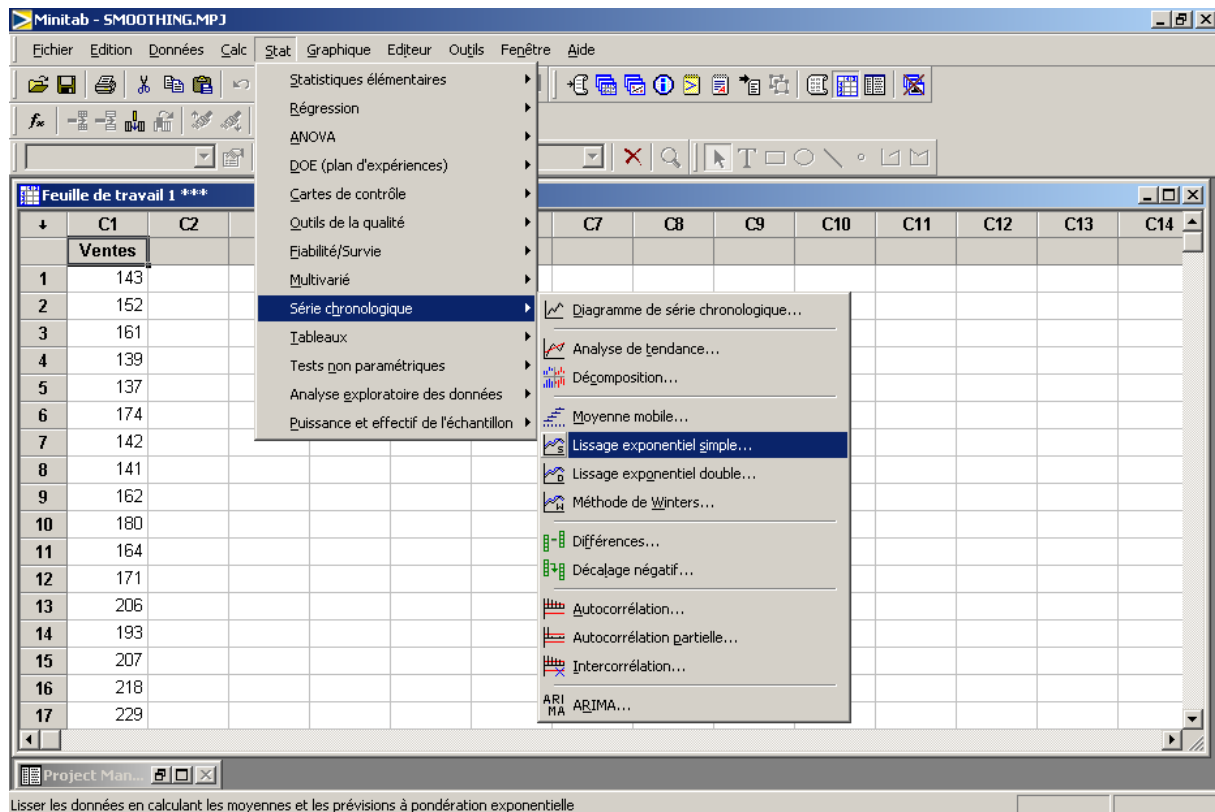 Minitab - SMOOTHING.MPJ
Fichier Edition Données Calc Stat Graphique Editeur Outils Fenêtre Aide
Statistiques élémentaires
Régression
ANOVA
DOE (plan d'expériences)
Cartes de contrôle
Outils de la qualité
Fiabilité/Survie
Multivarié
Série chronologique
Tableaux
Tests non paramétriques
Analyse exploratoire des données
Puissance et effectif de l'échantillon
Diagramme de série chronologique...
Analyse de tendance...
Décomposition...
Moyenne mobile...
Lissage exponentiel simple...
Lissage exponentiel double...
Méthode de Winters...
Différences...
Décalage négatif...
Autocorrélation...
Autocorrélation partielle...
Intercorrélation...
ARI MA ARIMA...
Feuille de travail 1 ***
C1 C2 C7 C8 C9 C10 C11 C12 C13 C14
Ventes
1 143
2 152
3 161
4 139
5 137
6 174
7 142
8 141
9 162
10 180
11 164
12 171
13 206
14 193
15 207
16 218
17 229
Project Man...
Lisser les données en calculant les moyennes et les prévisions à pondération exponentielle